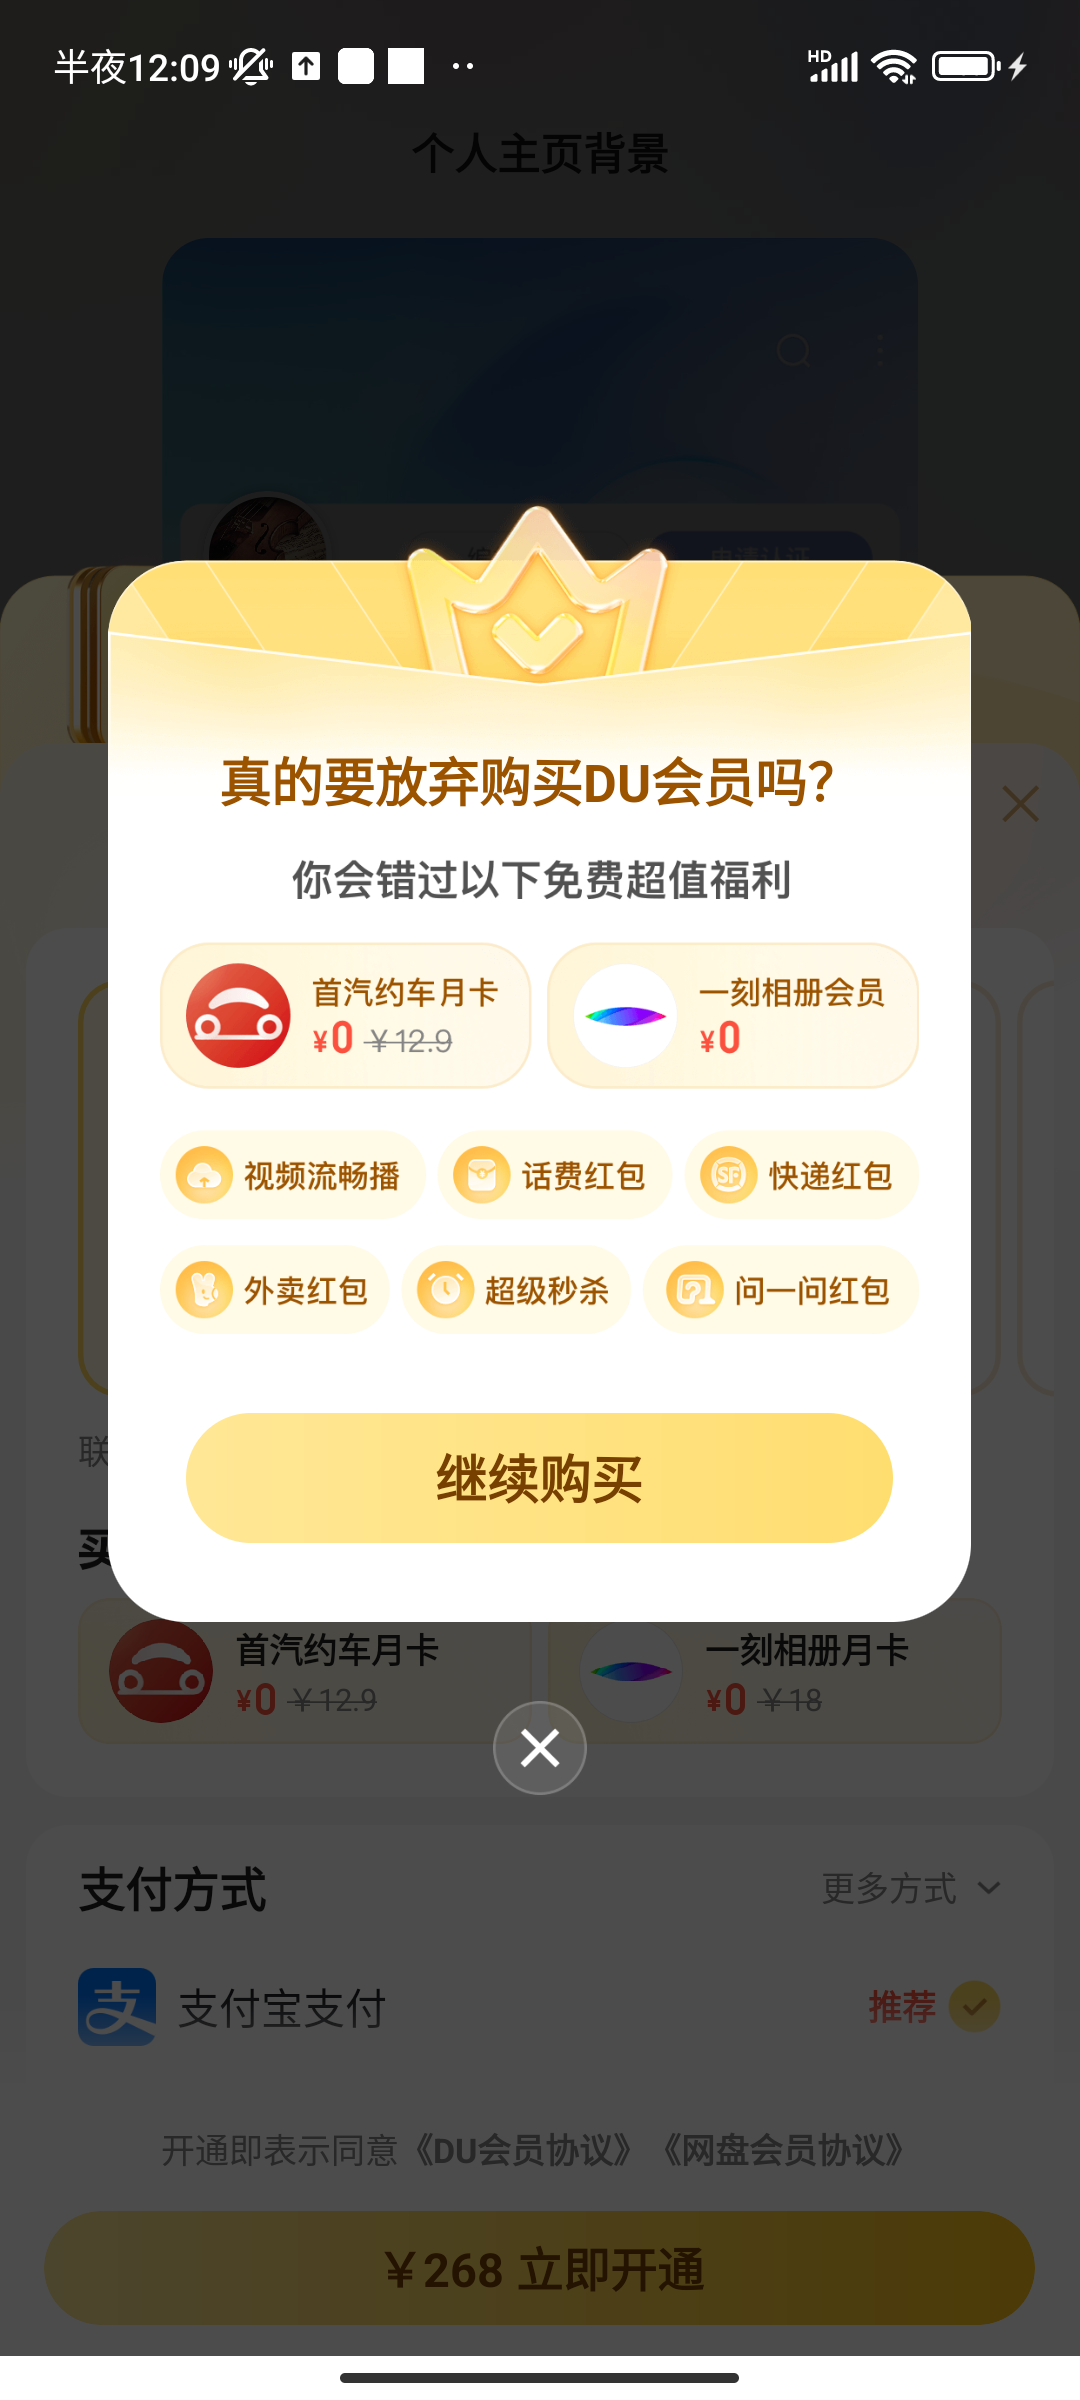 半夜12:09
HD
个人主页背景
申请认证
真的要放弃购买DU会员吗?
你会错过以下免费超值福利
首汽约车月卡
¥0 ￥12.9
一刻相册会员
¥0
视频流畅播
话费红包
SF
快递红包
外卖红包
超级秒杀
问一问红包
继续购买
联
买
首汽约车月卡
¥0 ￥12.9
一刻相册月卡
¥0 ￥18
支付方式
更多方式
支
支付宝支付
推荐
开通即表示同意《DU会员协议》《网盘会员协议》
￥268 立即开通